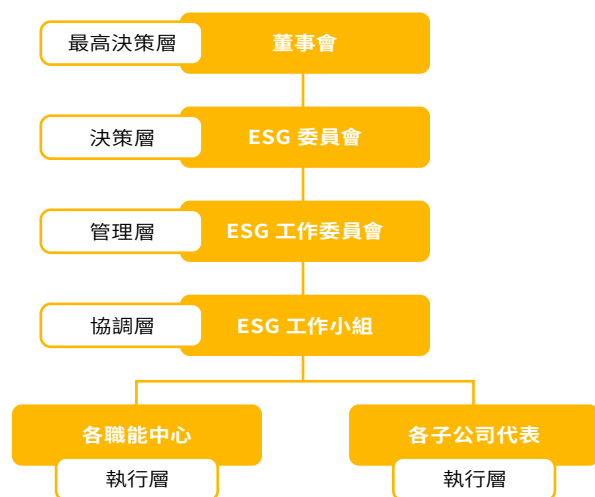 最高決策層
董事會
決策層
ESG 委員會
管理層
ESG 工作委員會
協調層
ESG 工作小組
各職能中心
各子公司代表
執行層
執行層